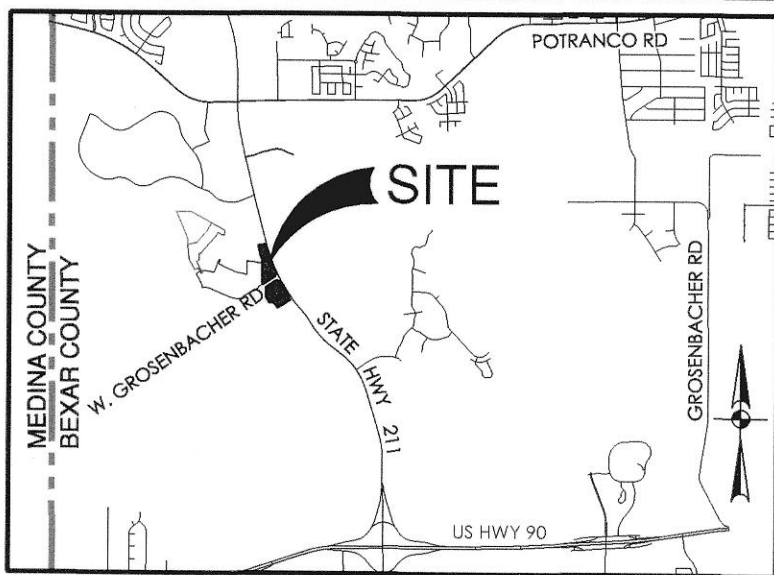 POTRANCO RD
SITE
MEDINA COUNTY
BEXAR COUNTY
W. GROSENBACHER RD
STATE HWY 211
GROSENBACHER RD
US HWY 90